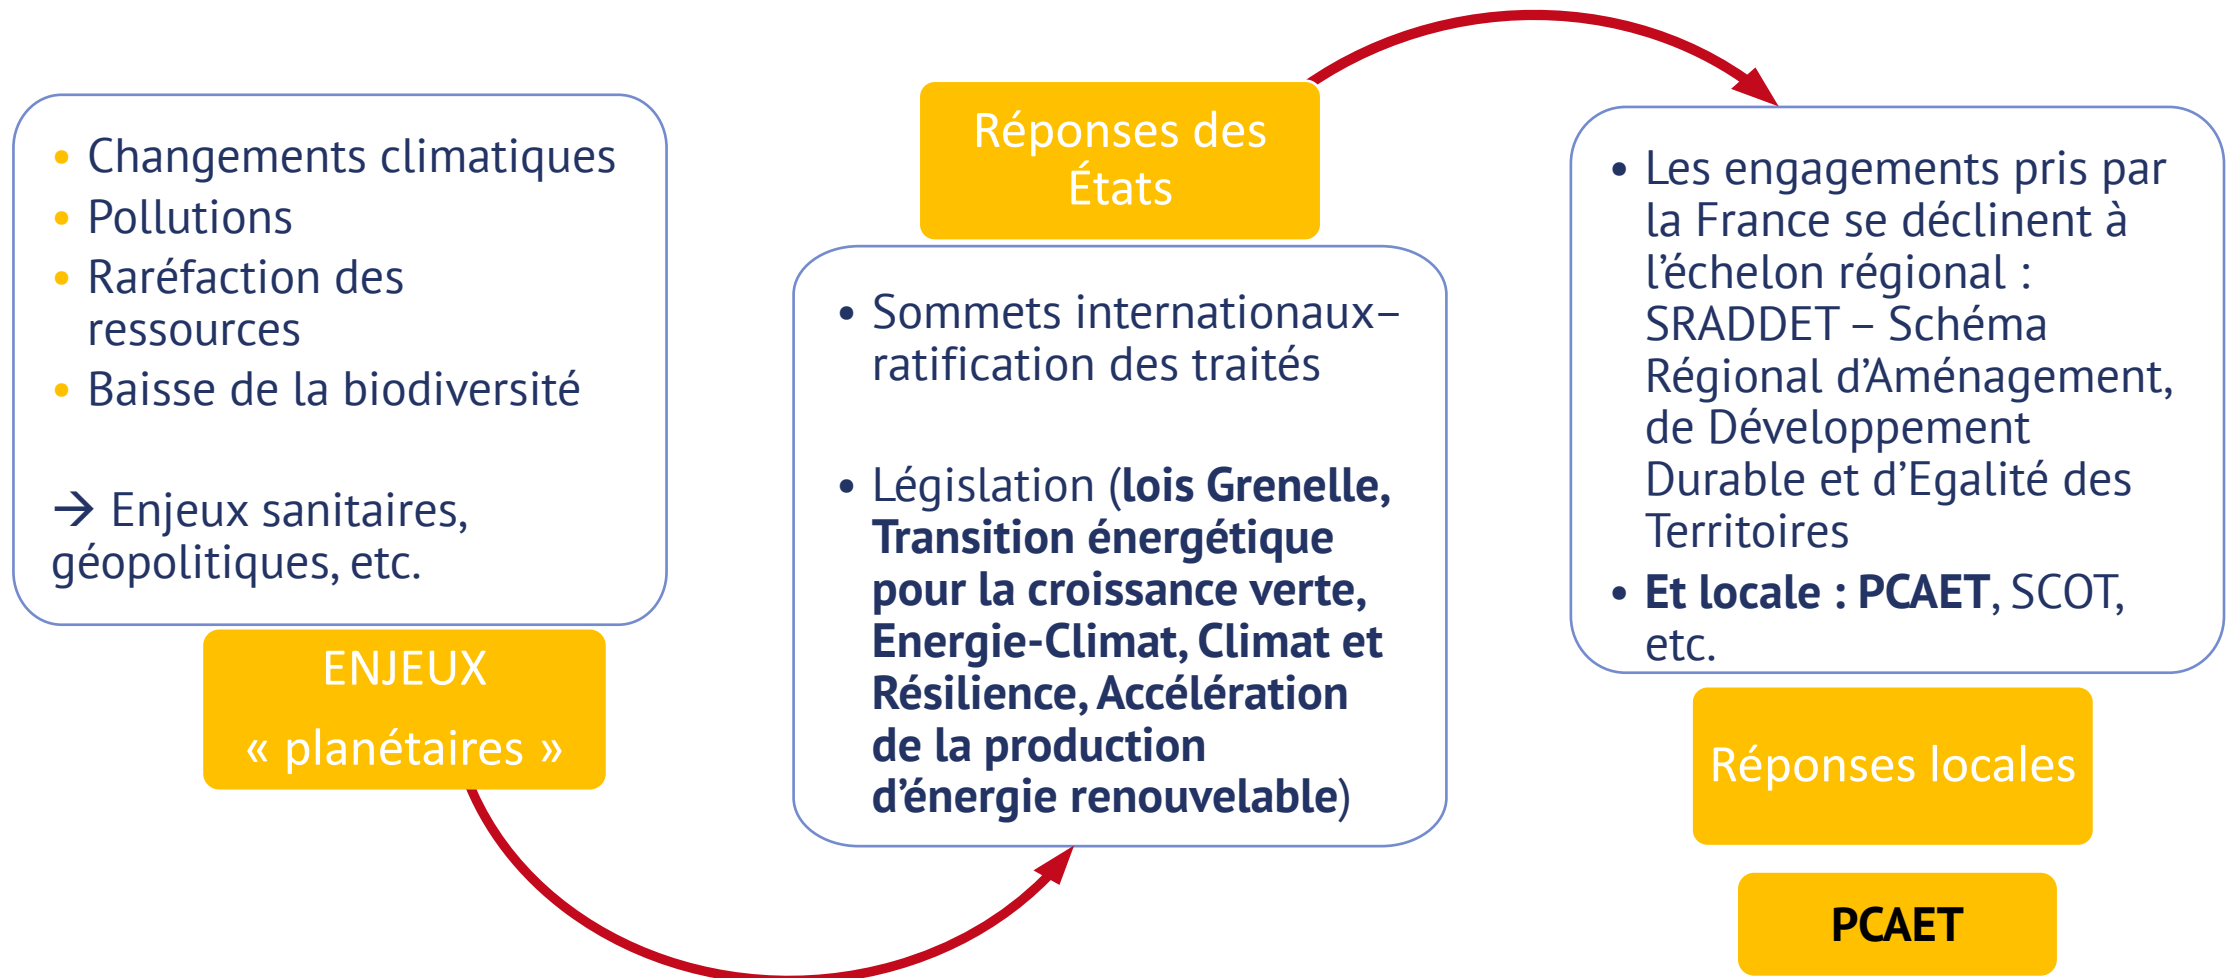 • Changements climatiques
• Pollutions
• Raréfaction des
ressources
• Baisse de la biodiversité
→ Enjeux sanitaires,
géopolitiques, etc.
ENJEUX
« planétaires »
Réponses des
États
• Sommets internationaux–
ratification des traités
• Législation (lois Grenelle,
Transition énergétique
pour la croissance verte,
Energie-Climat, Climat et
Résilience, Accélération
de la production
d’énergie renouvelable)
• Les engagements pris par
la France se déclinent à
l’échelon régional :
SRADDET – Schéma
Régional d’Aménagement,
de Développement
Durable et d’Egalité des
Territoires
• Et locale : PCAET, SCOT,
etc.
Réponses locales
PCAET